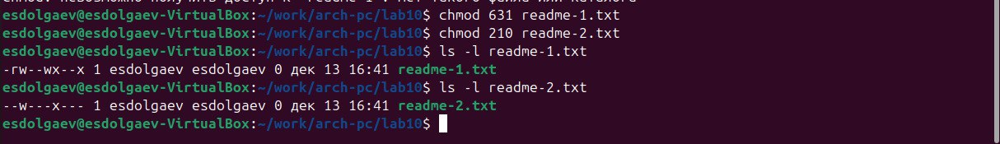 esdolgaev@esdolgaev-VirtualBox:~/work/arch-pc/lab10$ chmod 631 readme-1.txt
esdolgaev@esdolgaev-VirtualBox:~/work/arch-pc/lab10$ chmod 210 readme-2.txt
esdolgaev@esdolgaev-VirtualBox:~/work/arch-pc/lab10$ ls -l readme-1.txt
-rw--wx--x 1 esdolgaev esdolgaev 0 дек 13 16:41 readme-1.txt
esdolgaev@esdolgaev-VirtualBox:~/work/arch-pc/lab10$ ls -l readme-2.txt
--w---x--- 1 esdolgaev esdolgaev 0 дек 13 16:41 readme-2.txt
esdolgaev@esdolgaev-VirtualBox:~/work/arch-pc/lab10$